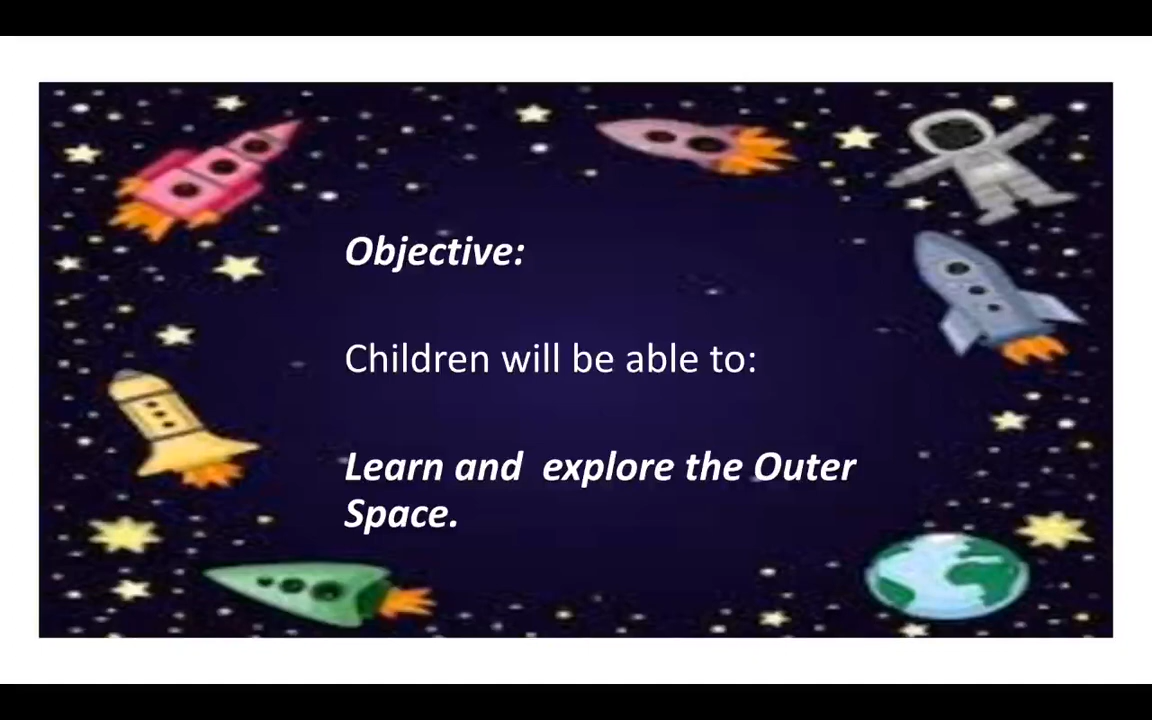 Objective:
Children will be able to:
Learn and explore the Outer
Space.